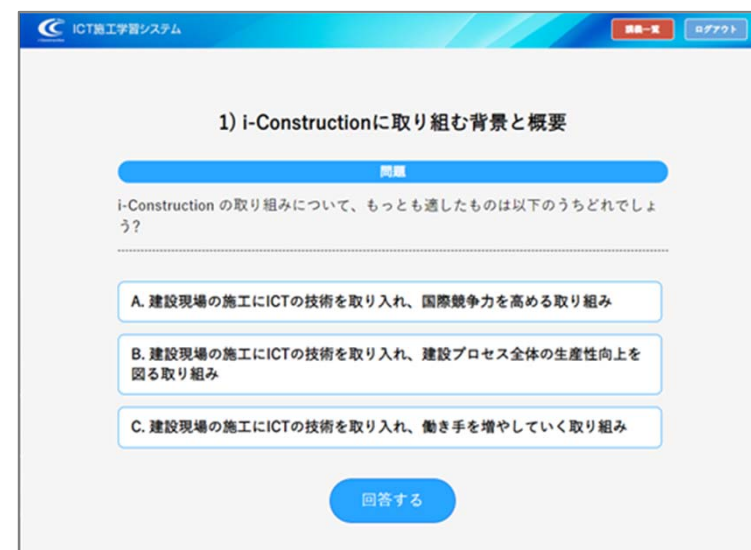 ICT施工学習システム
講義一覧
ログアウト
1) i-Constructionに取り組む背景と概要
問題
i-Construction の取り組みについて、もっとも適したものは以下のうちどれでしょ
う?
A. 建設現場の施工にICTの技術を取り入れ、国際競争力を高める取り組み
B. 建設現場の施工にICTの技術を取り入れ、建設プロセス全体の生産性向上を
図る取り組み
C. 建設現場の施工にICTの技術を取り入れ、働き手を増やしていく取り組み
回答する